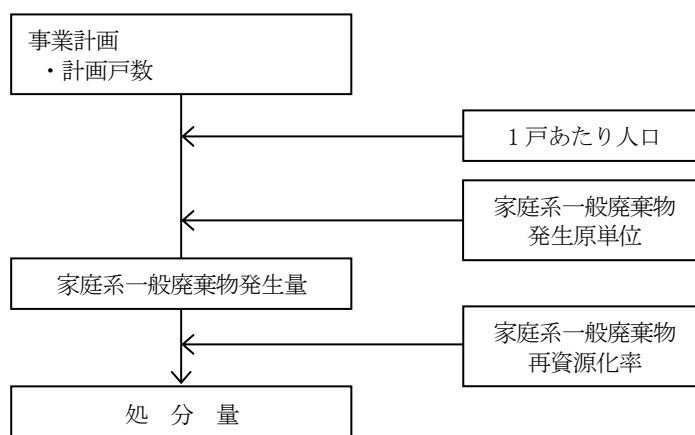 事業計画
・計画戸数
１戸あたり人口
家庭系一般廃棄物
発生原単位
家庭系一般廃棄物発生量
家庭系一般廃棄物
再資源化率
処　分　量